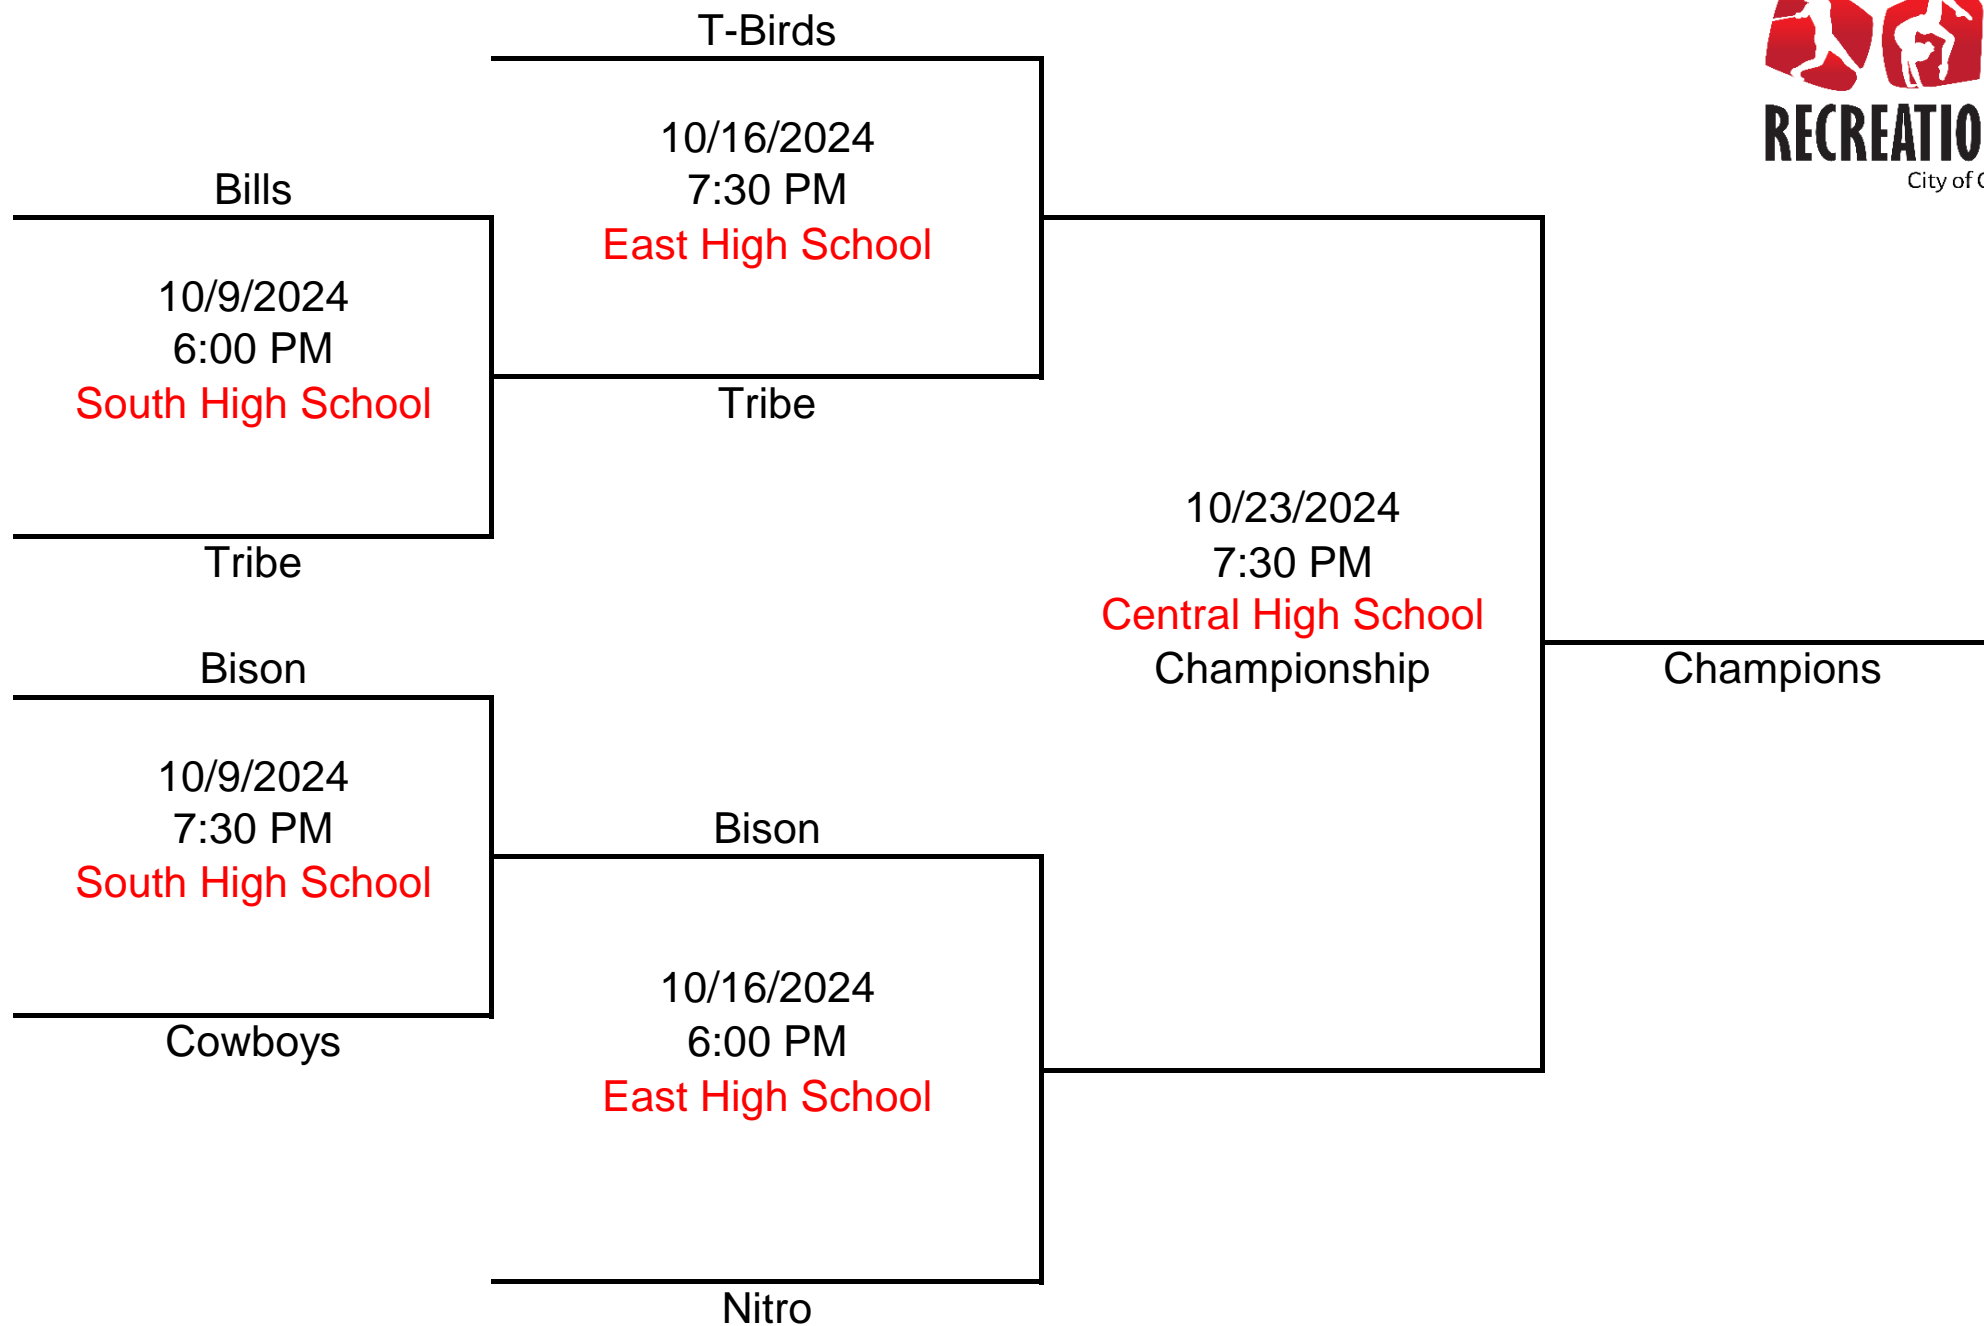 T-Birds
10/16/2024
7:30 PM
East High School
Tribe
Bills
10/9/2024
6:00 PM
South High School
Tribe
Bison
10/9/2024
7:30 PM
South High School
Cowboys
Bison
10/16/2024
6:00 PM
East High School
Nitro
10/23/2024
7:30 PM
Central High School
Championship
Champions
RECREATIO
City of